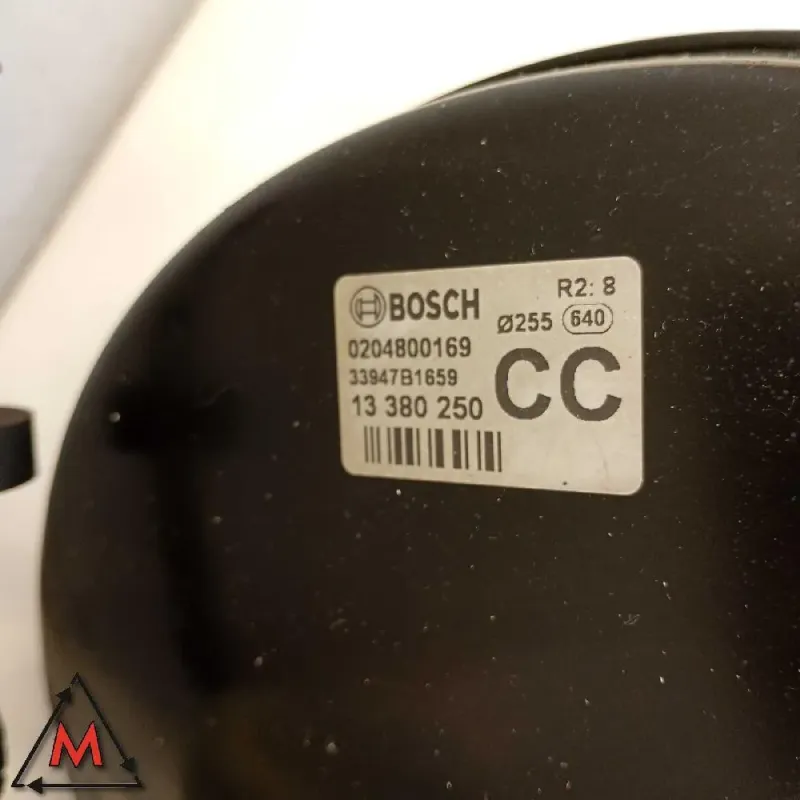 BOSCH
R2: 8
Ø255 640
0204800169
33947B1659
13 380 250
CC
M